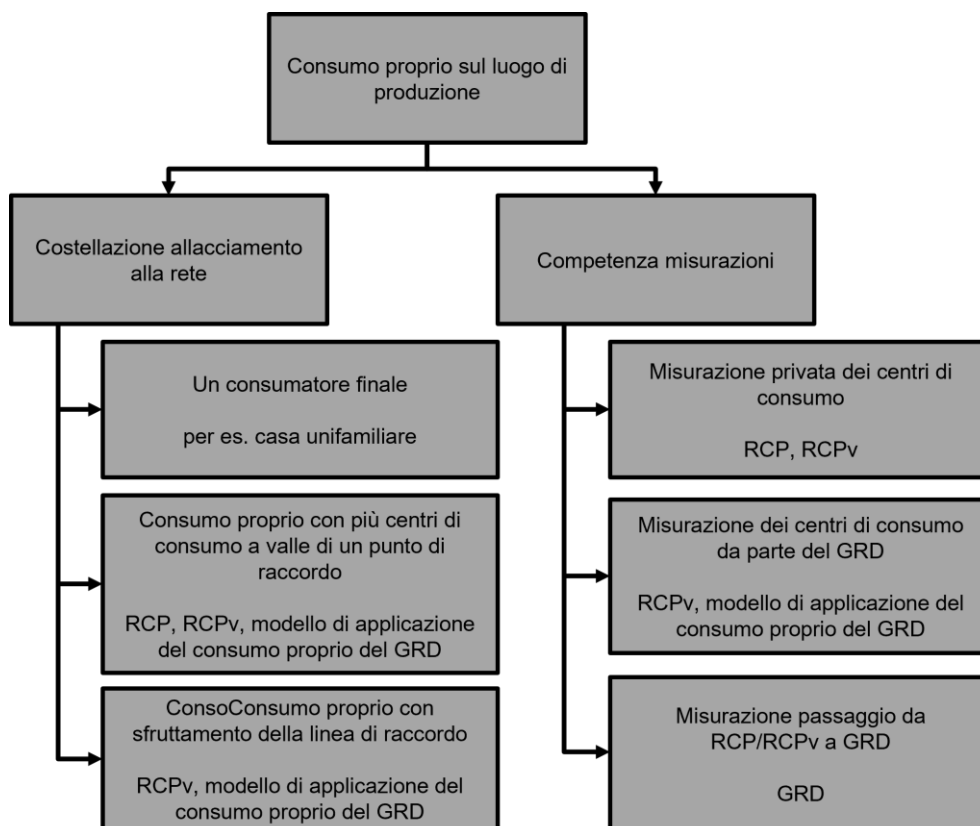 Consumo proprio sul luogo di
produzione
Costellazione allacciamento
alla rete
Un consumatore finale
per es. casa unifamiliare
Consumo proprio con più centri di
consumo a valle di un punto di
raccordo
RCP, RCPv, modello di applicazione
del consumo proprio del GRD
ConsoConsumo proprio con
sfruttamento della linea di raccordo
RCPv, modello di applicazione del
consumo proprio del GRD
Competenza misurazioni
Misurazione privata dei centri di
consumo
RCP, RCPv
Misurazione dei centri di consumo
da parte del GRD
RCPv, modello di applicazione del
consumo proprio del GRD
Misurazione passaggio da
RCP/RCPv a GRD
GRD